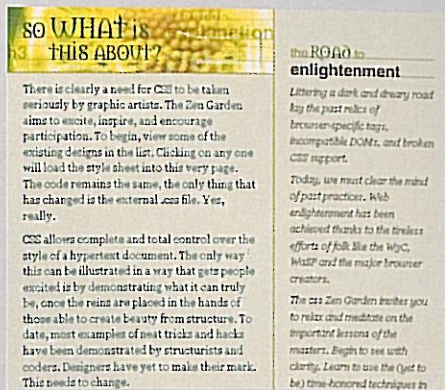 so WHAT is
tHIS ABOUT?
There is clearly a need for CSS to be taken
seriously by graphic artists. The Zen Garden
aims to excite, inspire, and encourage
participation. To begin, view some of the
existing designs in the list. Clicking on any one
will load the style sheet into this very page.
The code remains the same, the only thing that
has changed is the external .css file. Yes,
really.
CSS allows complete and total control over the
style of a hypertext document. The only way
this can be illustrated in a way that gets people
excited is by demonstrating what it can truly
be, once the reins are placed in the hands of
those able to create beauty from structure. To
date, most examples of neat tricks and hacks
have been demonstrated by structurists and
coders. Designers have yet to make their mark.
This needs to change.
the ROAD to
enlightenment
Littering a dark and dreary road
lay the past relics of
browser-specific tags,
incompatible DOMs, and broken
CSS support.
Today, we must clear the mind
of past practices. Web
enlightenment has been
achieved thanks to the tireless
efforts of folk like the W3C,
WaSP and the major browser
creators.
The css Zen Garden invites you
to relax and meditate on the
important lessons of the
masters. Begin to see with
clarity. Learn to use the (yet to
be) time-honored techniques in